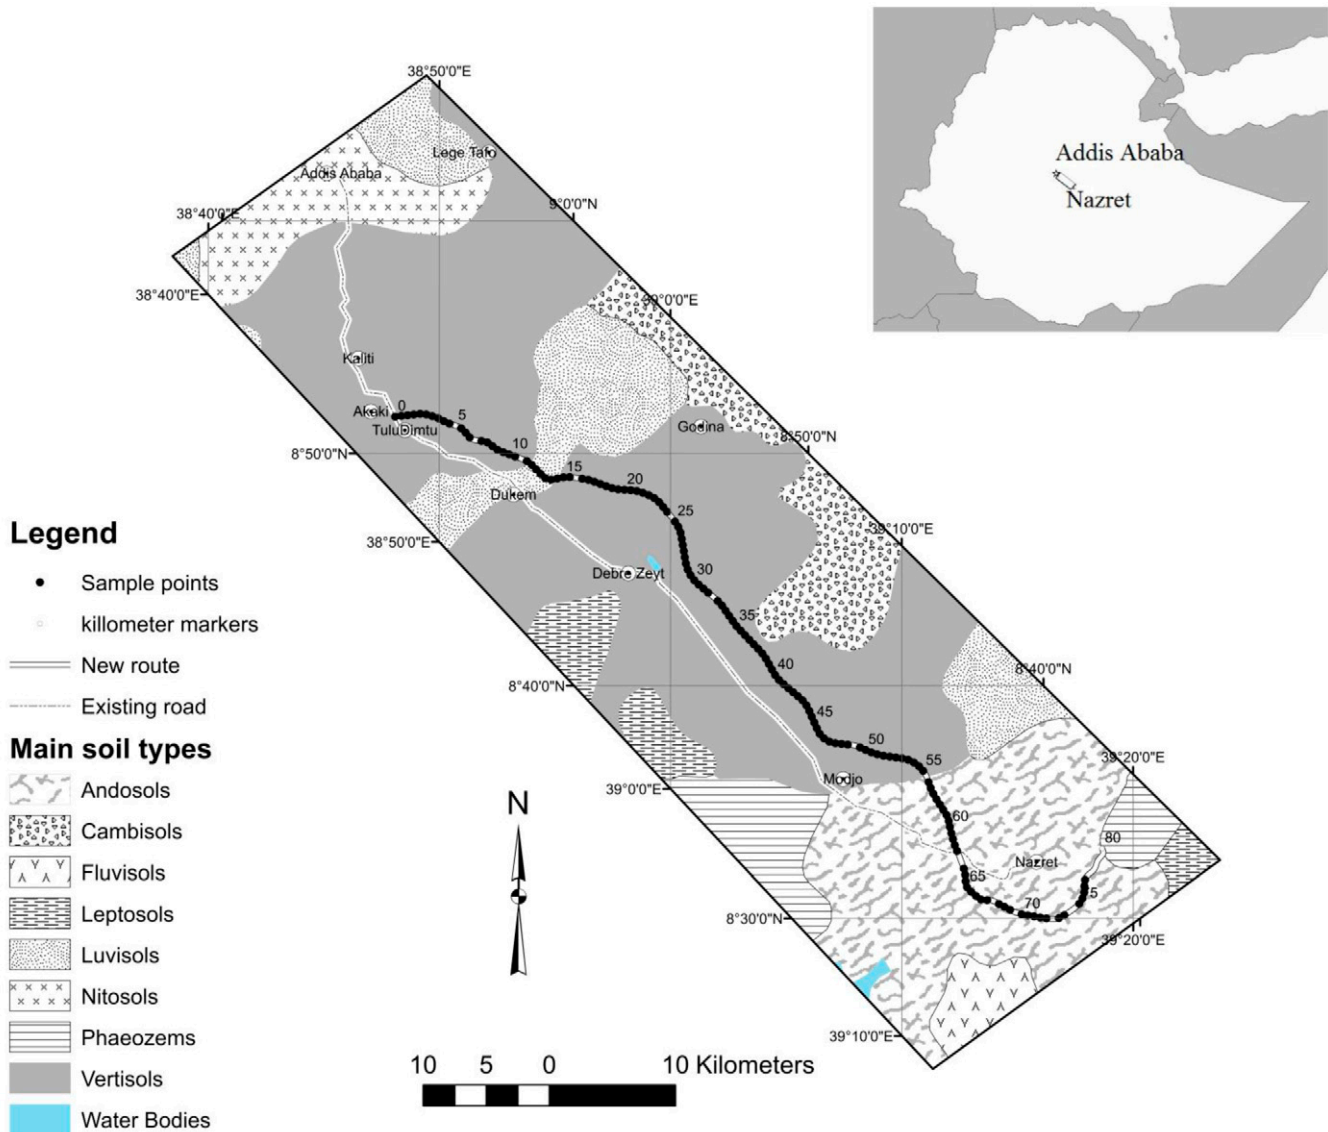 38°50'0"E
Lege Tafo
Addis Ababa
38°40'0"E
9°0'0"N
38°40'0"E
39°0'0"E
Kaliti
Akaki
0
5
Tulu Dimtu
Godina
8°50'0"N
10
8°50'0"N
15
20
Dukem
25
39°10'0"E
38°50'0"E
Debre Zeyt
30
35
40
8°40'0"N
8°40'0"N
45
50
55
39°20'0"E
Modjo
39°0'0"E
60
80
Nazret
65
70
5
8°30'0"N
39°20'0"E
39°10'0"E
Addis Ababa
Nazret
Legend
Sample points
killometer markers
New route
Existing road
Main soil types
Andosols
Cambisols
Fluvisols
Leptosols
Luvisols
Nitosols
Phaeozems
Vertisols
Water Bodies
N
10 5 0 10 Kilometers